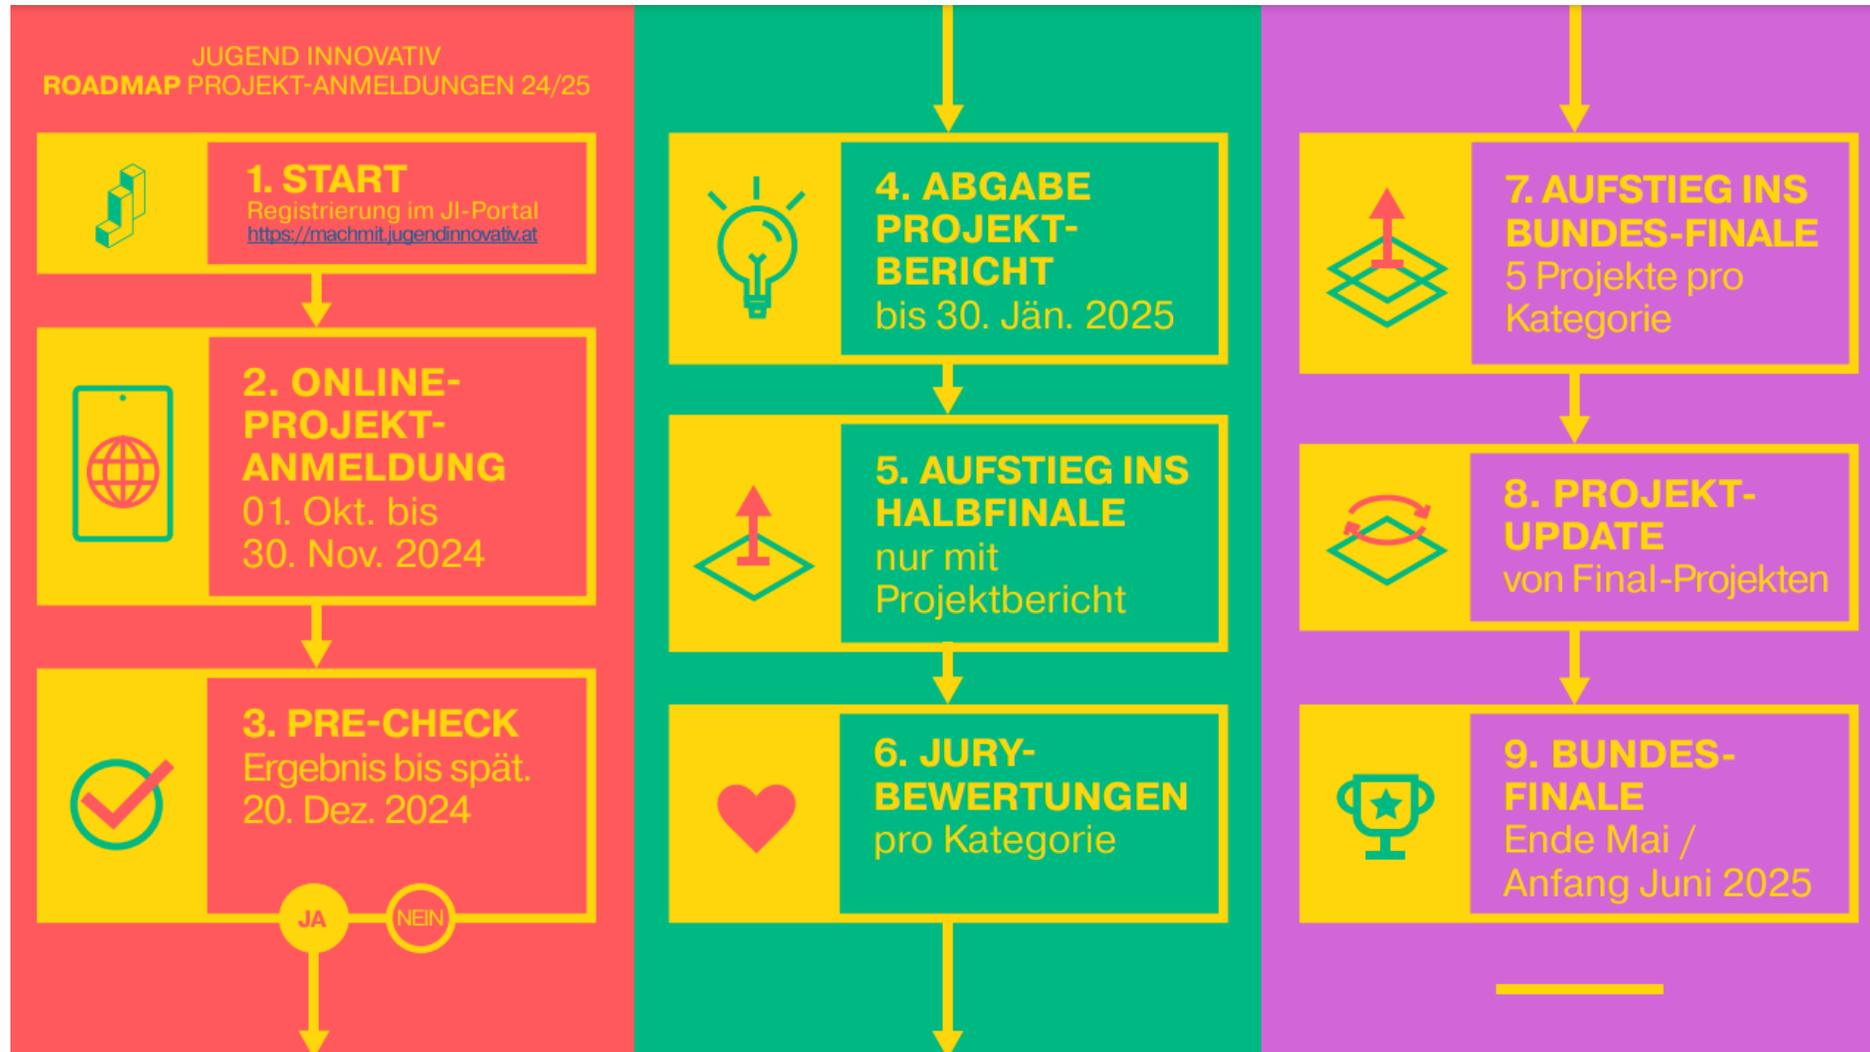 JUGEND INNOVATIV
ROADMAP PROJEKT-ANMELDUNGEN 24/25
1. START
Registrierung im JI-Portal
https://machmit.jugendinnovativ.at
2. ONLINE-
PROJEKT-
ANMELDUNG
01. Okt. bis
30. Nov. 2024
3. PRE-CHECK
Ergebnis bis spät.
20. Dez. 2024
JA
NEIN
4. ABGABE
PROJEKT-
BERICHT
bis 30. Jän. 2025
5. AUFSTIEG INS
HALBFINALE
nur mit
Projektbericht
6. JURY-
BEWERTUNGEN
pro Kategorie
7. AUFSTIEG INS
BUNDES-FINALE
5 Projekte pro
Kategorie
8. PROJEKT-
UPDATE
von Final-Projekten
9. BUNDES-
FINALE
Ende Mai /
Anfang Juni 2025